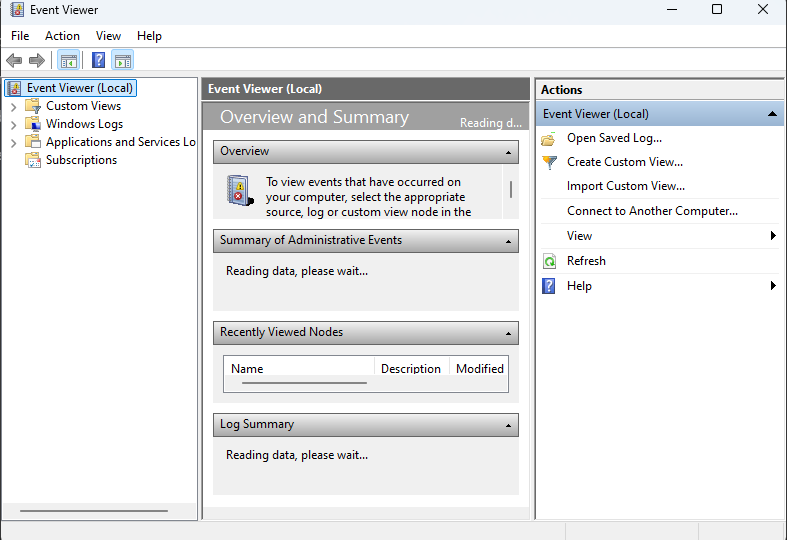 Event Viewer
File Action View Help
Event Viewer (Local)
Custom Views
Windows Logs
Applications and Services Lo
Subscriptions
Event Viewer (Local)
Overview and Summary
Reading d...
Overview
To view events that have occurred on
your computer, select the appropriate
source, log or custom view node in the
Summary of Administrative Events
Reading data, please wait...
Recently Viewed Nodes
Name Description Modified
Log Summary
Reading data, please wait...
Actions
Event Viewer (Local)
Open Saved Log...
Create Custom View...
Import Custom View...
Connect to Another Computer...
View
Refresh
Help